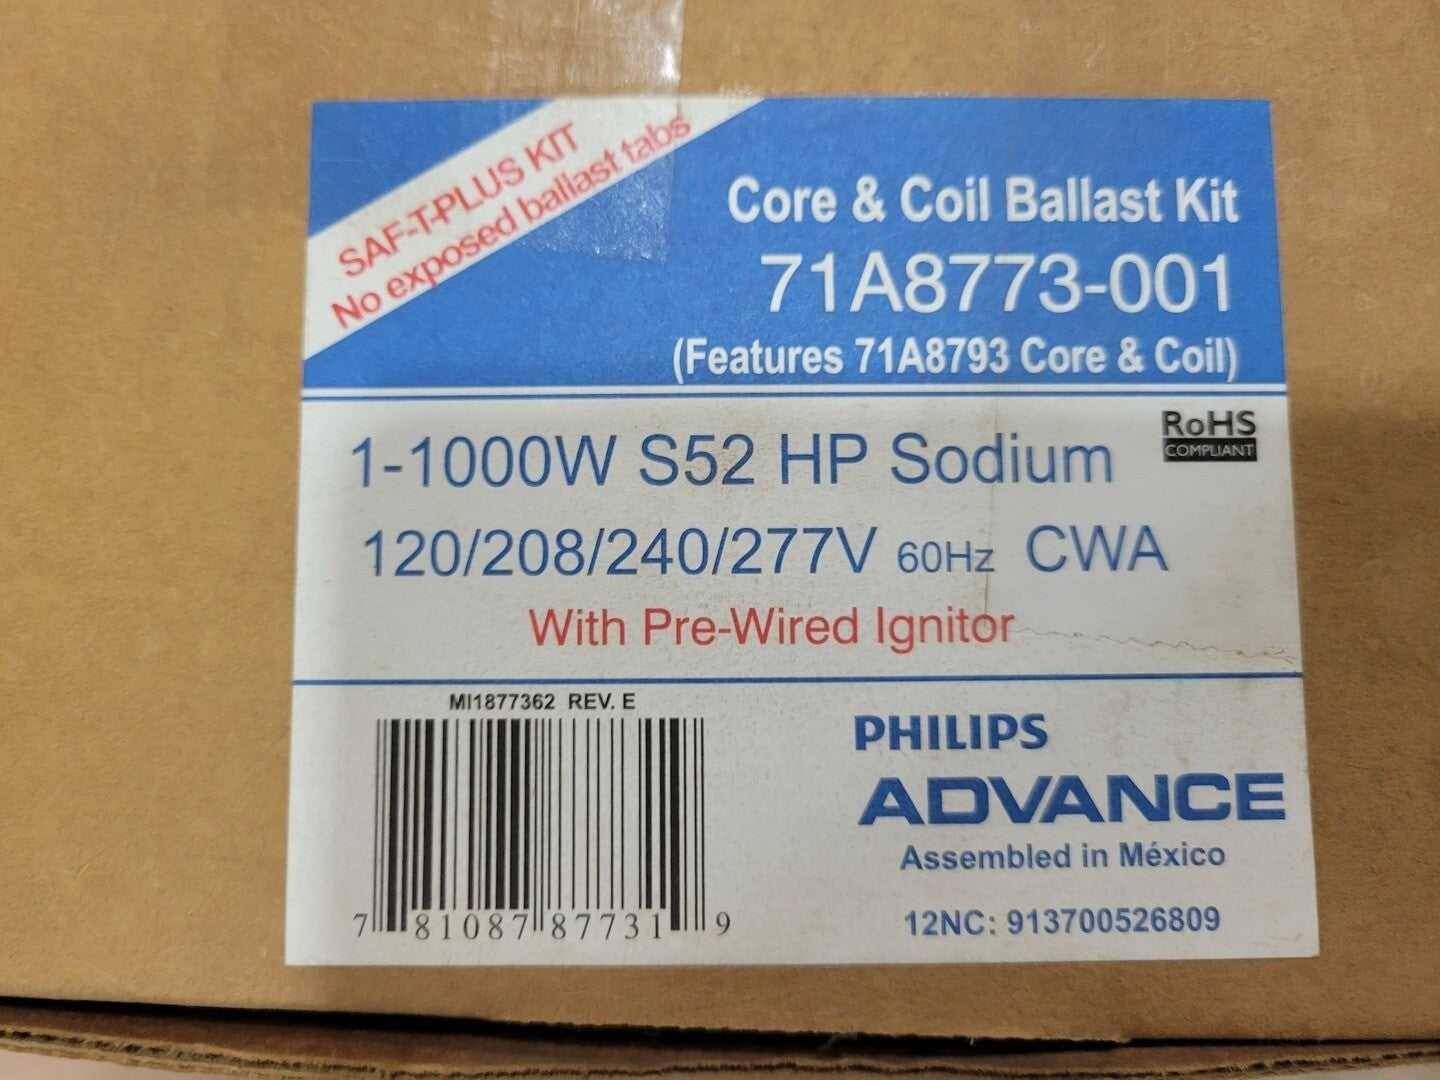 SAF-T-PLUS KIT
No exposed ballast tabs
Core & Coil Ballast Kit
71A8773-001
(Features 71A8793 Core & Coil)
RoHS
COMPLIANT
1-1000W S52 HP Sodium
120/208/240/277V 60Hz CWA
With Pre-Wired Ignitor
MI1877362 REV. E
7 81087 87731 9
PHILIPS
ADVANCE
Assembled in México
12NC: 913700526809